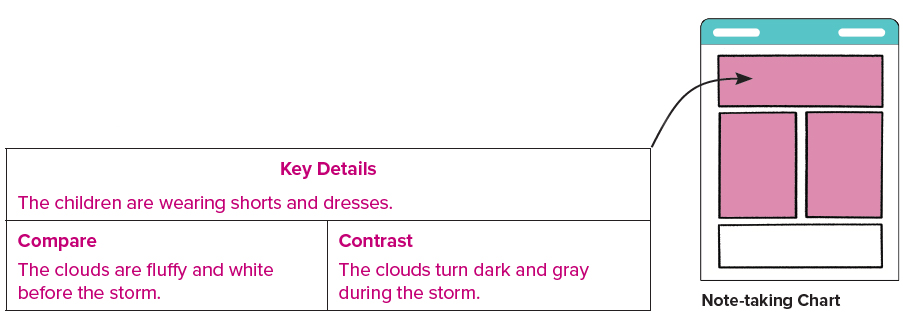 Key Details
The children are wearing shorts and dresses.
Compare
The clouds are fluffy and white
before the storm.
Contrast
The clouds turn dark and gray
during the storm.
Note-taking Chart